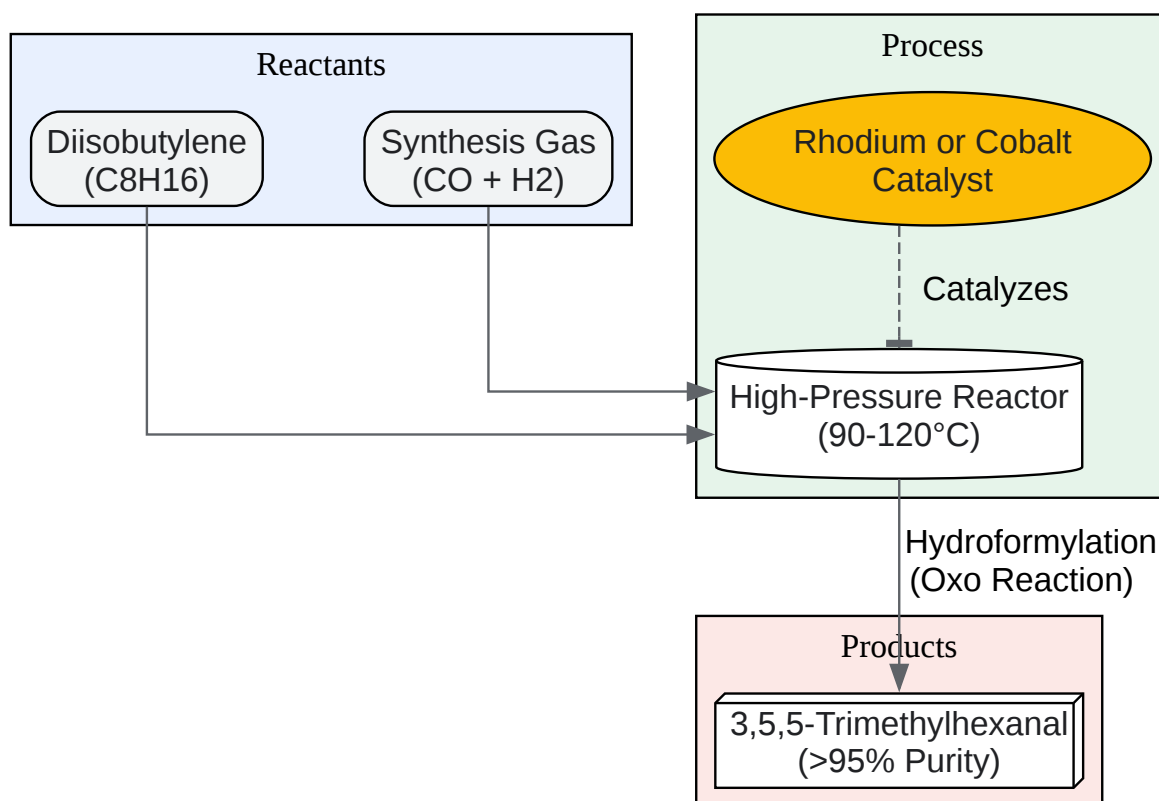 Reactants
Diisobutylene
(C8H16)
Synthesis Gas
(CO + H2)
Process
Rhodium or Cobalt
Catalyst
Catalyzes
High-Pressure Reactor
(90-120°C)
Hydroformylation
(Oxo Reaction)
Products
3,5,5-Trimethylhexanal
(>95% Purity)